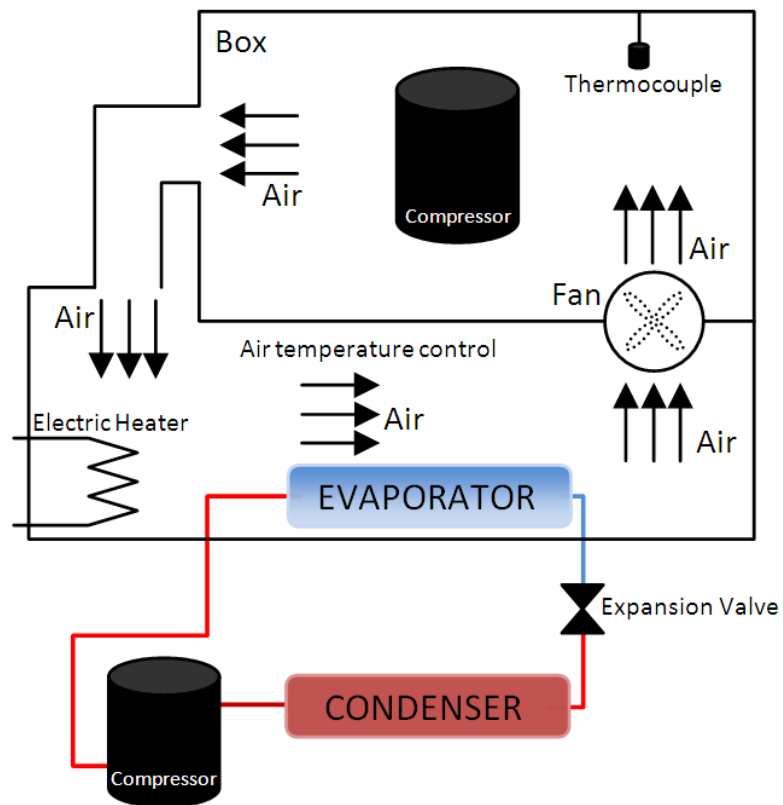 Box
Thermocouple
Air
Compressor
Air
Fan
Air
Air temperature control
Air
Electric Heater
Air
EVAPORATOR
Expansion Valve
CONDENSER
Compressor